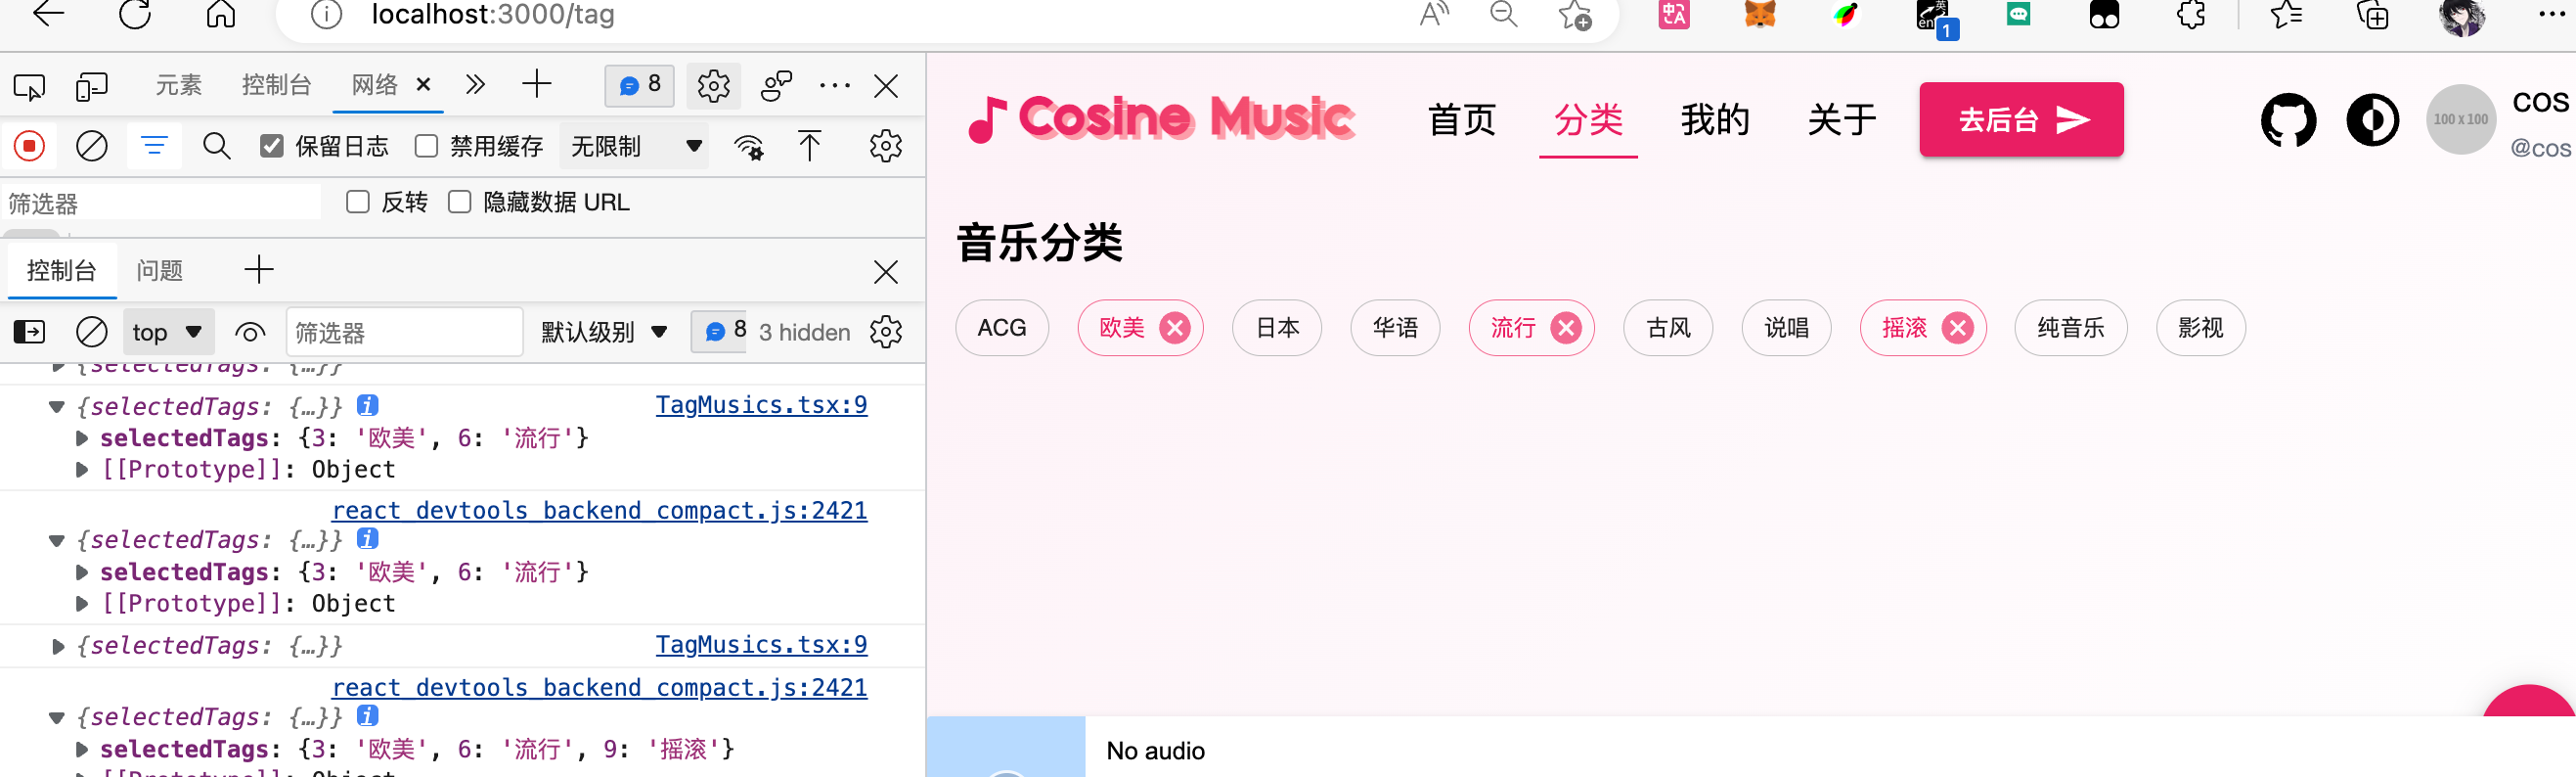 localhost:3000/tag
元素 控制台 网络 8
保留日志 禁用缓存 无限制
筛选器 反转 隐藏数据 URL
控制台 问题
top 筛选器 默认级别 8 3 hidden
{selectedTags: {…}}
{selectedTags: {…}} TagMusics.tsx:9
selectedTags: {3: '欧美', 6: '流行'}
[[Prototype]]: Object
react_devtools_backend_compact.js:2421
{selectedTags: {…}}
selectedTags: {3: '欧美', 6: '流行'}
[[Prototype]]: Object
{selectedTags: {…}} TagMusics.tsx:9
react_devtools_backend_compact.js:2421
{selectedTags: {…}}
selectedTags: {3: '欧美', 6: '流行', 9: '摇滚'}
[[Prototype]]: Object
Cosine Music 首页 分类 我的 关于 去后台 100 x 100 cos
@cos
音乐分类
ACG 欧美 日本 华语 流行 古风 说唱 摇滚 纯音乐 影视
No audio